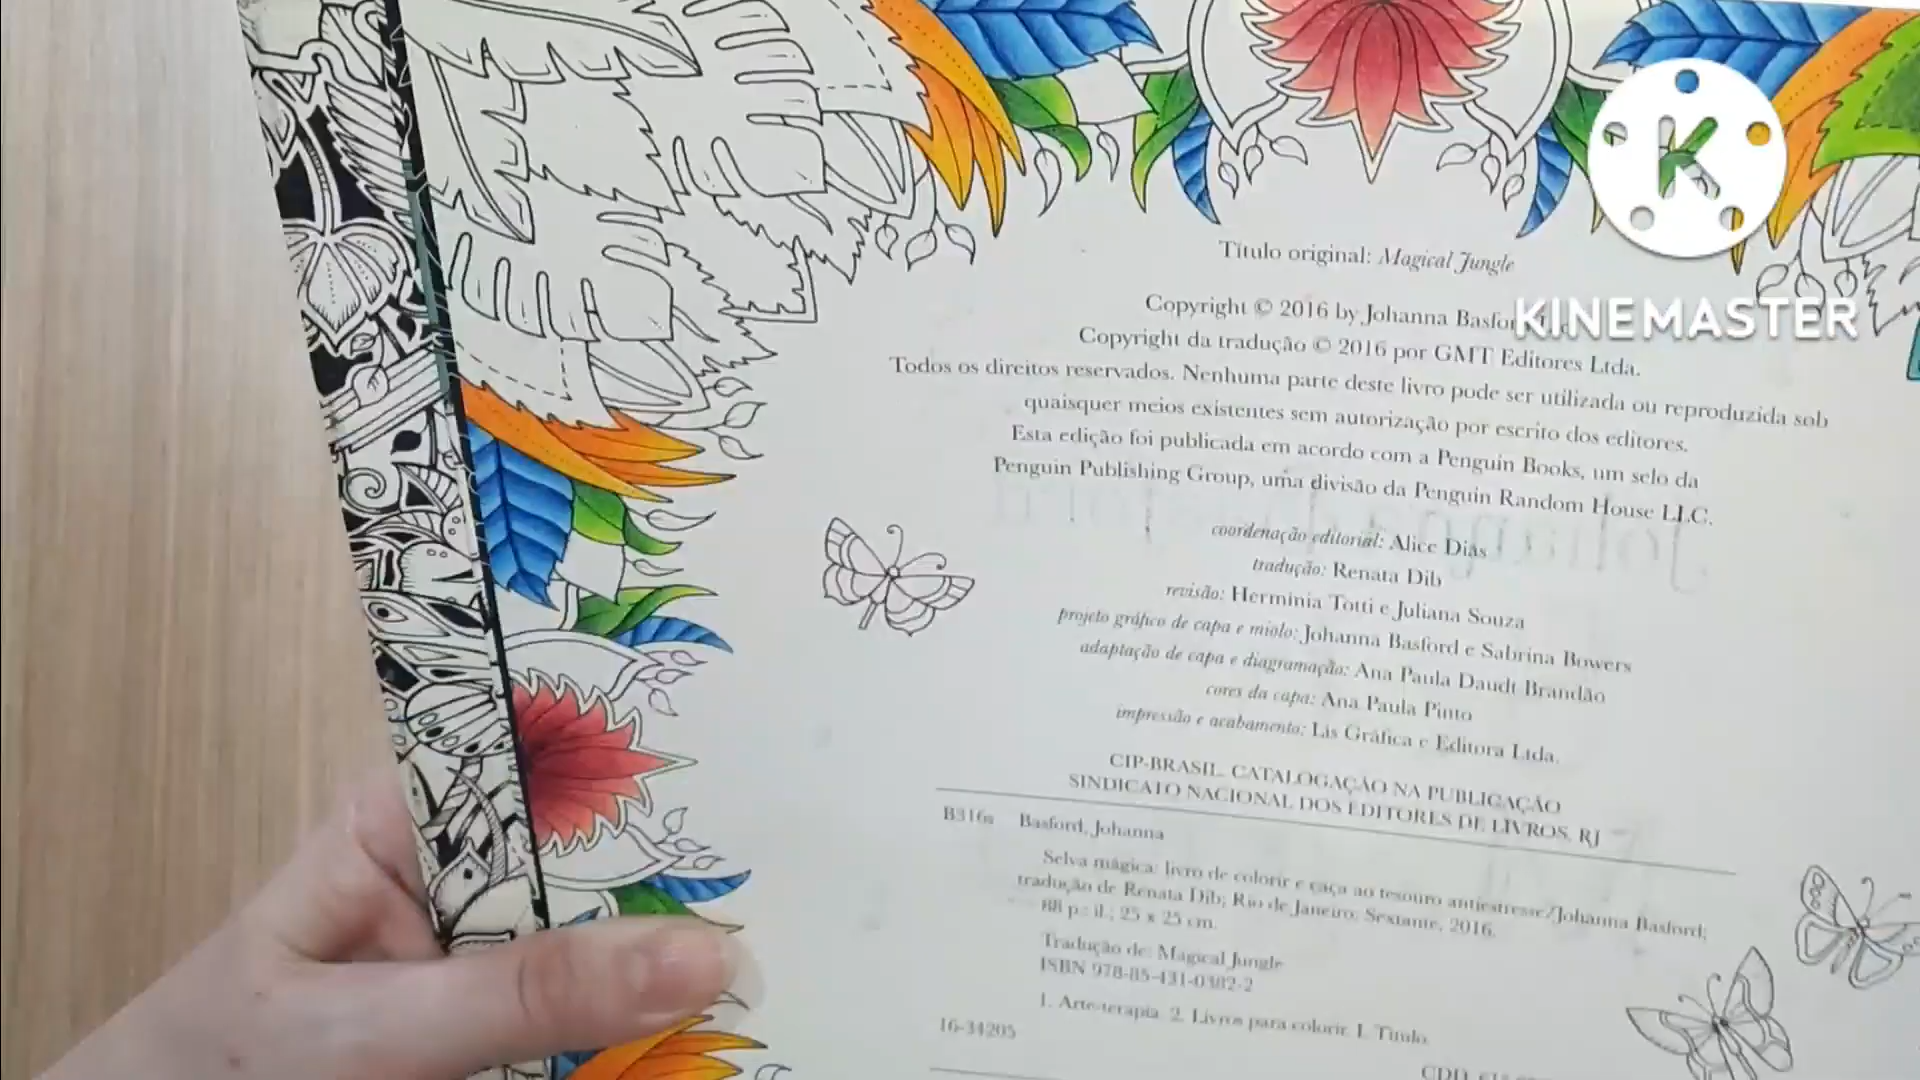 Título original: Magical Jungle
Copyright © 2016 by Johanna Basford
KINEMASTER
Copyright da tradução © 2016 por GMT Editores Ltda.
Todos os direitos reservados. Nenhuma parte deste livro pode ser utilizada ou reproduzida sob
quaisquer meios existentes sem autorização por escrito dos editores.
Esta edição foi publicada em acordo com a Penguin Books, um selo da
Penguin Publishing Group, uma divisão da Penguin Random House LLC.
coordenação editorial: Alice Dias
tradução: Renata Dib
revisão: Hermínia Totti e Juliana Souza
projeto gráfico de capa e miolo: Johanna Basford e Sabrina Bowers
adaptação de capa e diagramação: Ana Paula Daudt Brandão
cores da capa: Ana Paula Pinto
impressão e acabamento: Lis Gráfica e Editora Ltda.
CIP-BRASIL. CATALOGAÇÃO NA PUBLICAÇÃO
SINDICATO NACIONAL DOS EDITORES DE LIVROS, RJ
B316s Basford, Johanna
Selva mágica: livro de colorir e caça ao tesouro antiestresse/Johanna Basford;
tradução de Renata Dib; Rio de Janeiro: Sextante, 2016.
88 p.: il.; 25 x 25 cm.
Tradução de: Magical Jungle
ISBN 978-85-431-0382-2
1. Arte-terapia. 2. Livros para colorir. I. Título.
16-34205